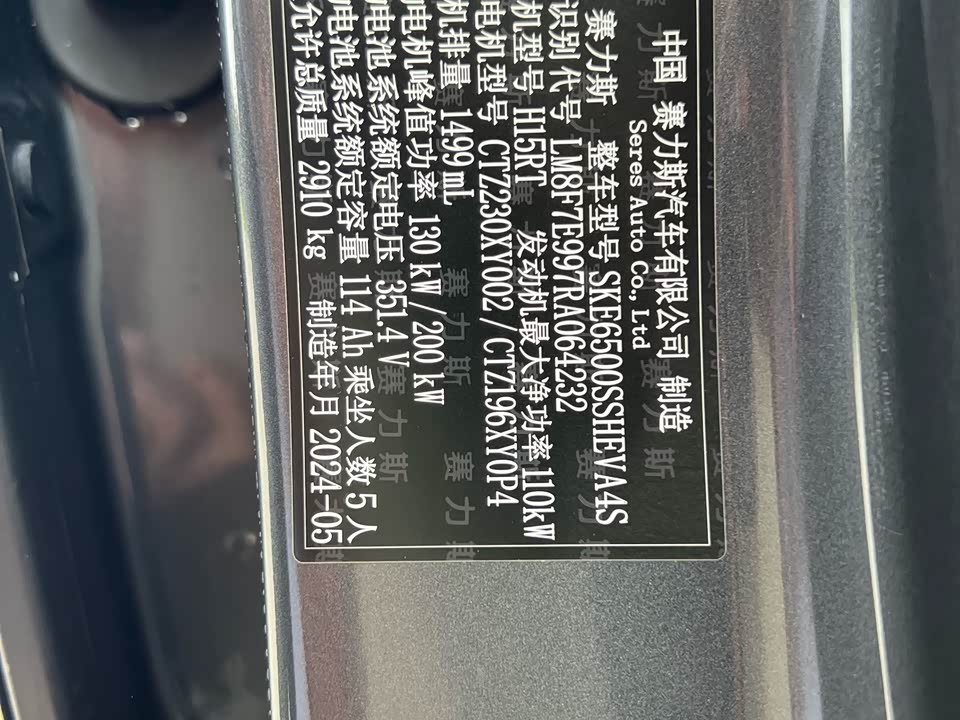 中国 赛力斯汽车有限公司 制造
Seres Auto Co., Ltd
赛力斯 整车型号 SKE6500SSHEVA4S
识别代号 LM8F7E997RA064232
机型号 H15RT 发动机最大净功率 110kW
电机型号 CTZ230XY002/CTZ196XY0P4
机排量 1499 mL
电机峰值功率 130 kW/200 kW
电池系统额定电压 351.4 V
电池系统额定容量 114 Ah 乘坐人数 5 人
允许总质量 2910 kg 制造年月 2024-05